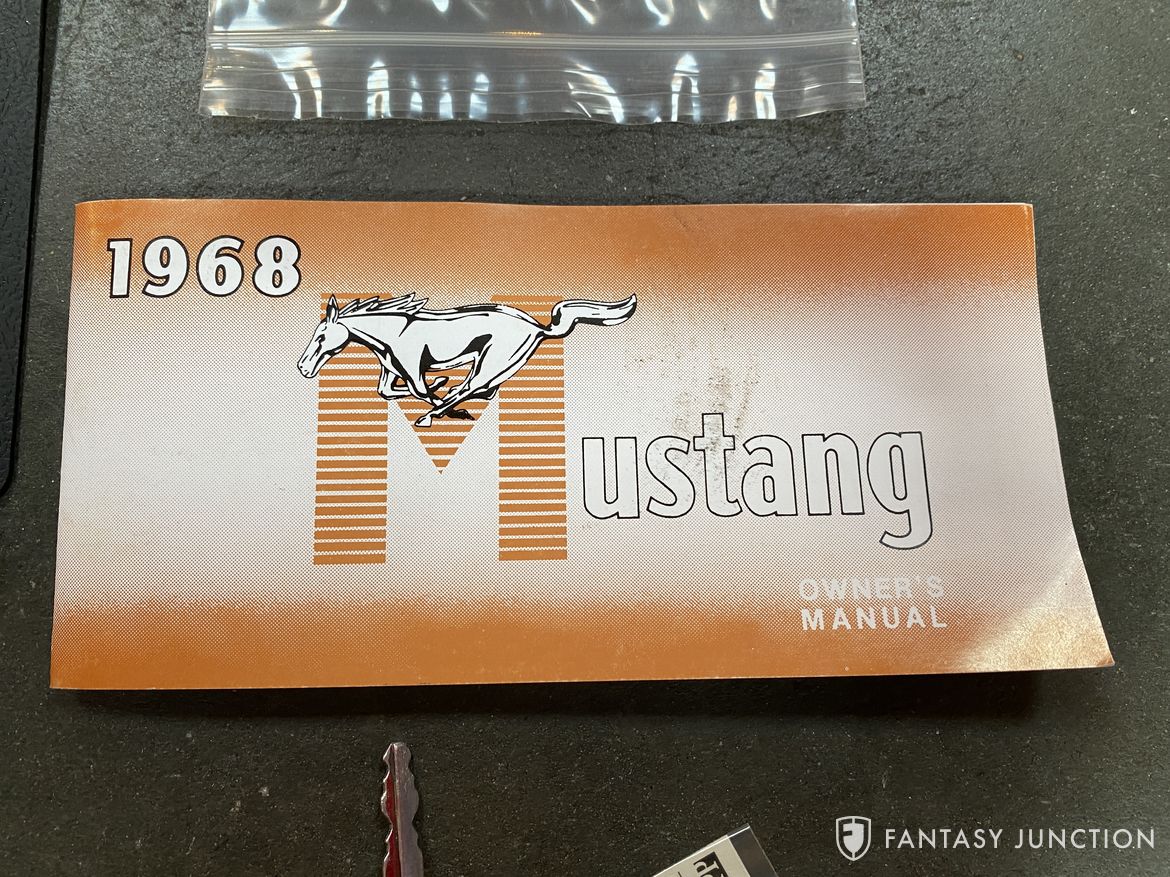 1968
Mustang
OWNER'S
MANUAL
FANTASY JUNCTION